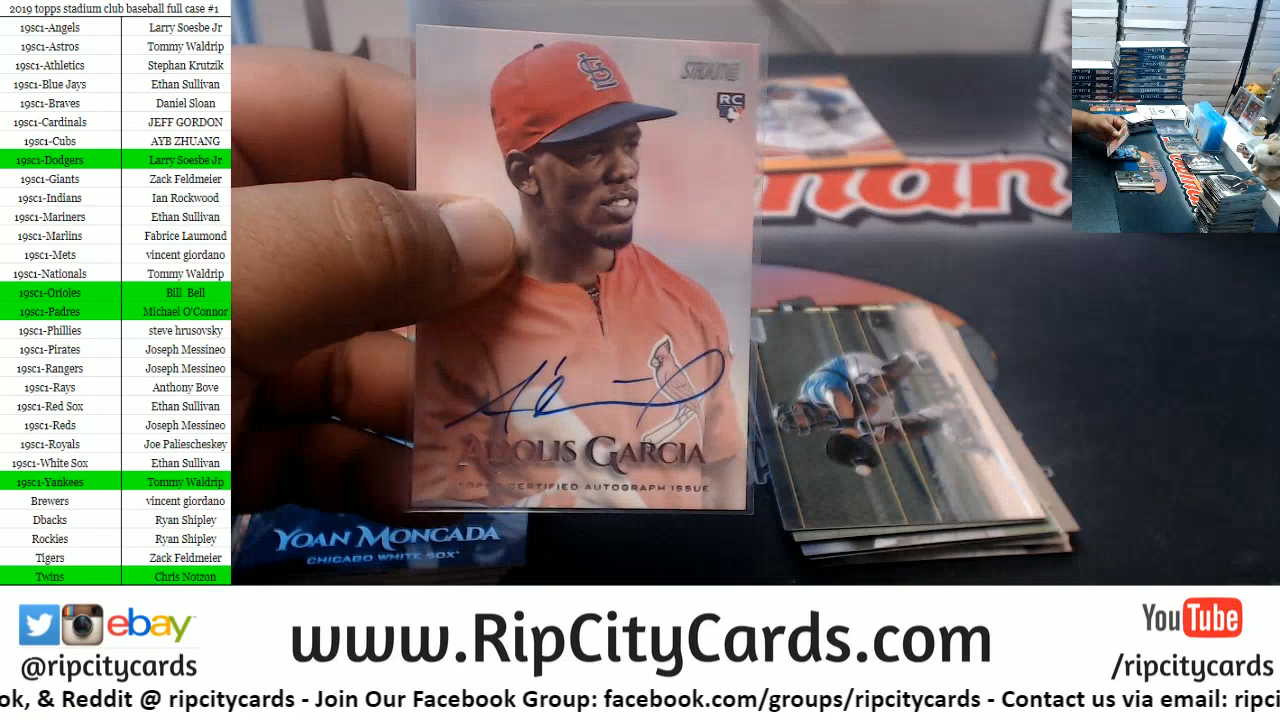 2019 topps stadium club baseball full case #1
19sc1-Angels Larry Soesbe Jr
19sc1-Astros Tommy Waldrip
19sc1-Athletics Stephan Krutzik
19sc1-Blue Jays Ethan Sullivan
19sc1-Braves Daniel Sloan
19sc1-Cardinals JEFF GORDON
19sc1-Cubs AYB ZHUANG
19sc1-Dodgers Larry Soesbe Jr
19sc1-Giants Zack Feldmeier
19sc1-Indians Ian Rockwood
19sc1-Mariners Ethan Sullivan
19sc1-Marlins Fabrice Laumond
19sc1-Mets vincent giordano
19sc1-Nationals Tommy Waldrip
19sc1-Orioles Bill Bell
19sc1-Padres Michael O'Connor
19sc1-Phillies steve hrusovsky
19sc1-Pirates Joseph Messineo
19sc1-Rangers Joseph Messineo
19sc1-Rays Anthony Bove
19sc1-Red Sox Ethan Sullivan
19sc1-Reds Joseph Messineo
19sc1-Royals Joe Paliescheskey
19sc1-White Sox Ethan Sullivan
19sc1-Yankees Tommy Waldrip
Brewers vincent giordano
Dbacks Ryan Shipley
Rockies Ryan Shipley
Tigers Zack Feldmeier
Twins Chris Notzon
RC
ADOLIS GARCIA
TOPPS CERTIFIED AUTOGRAPH ISSUE
YOAN MONCADA
CHICAGO WHITE SOX
ebay
@ripcitycards
www.RipCityCards.com
YouTube
/ripcitycards
ok, & Reddit @ ripcitycards - Join Our Facebook Group: facebook.com/groups/ripcitycards - Contact us via email: ripci